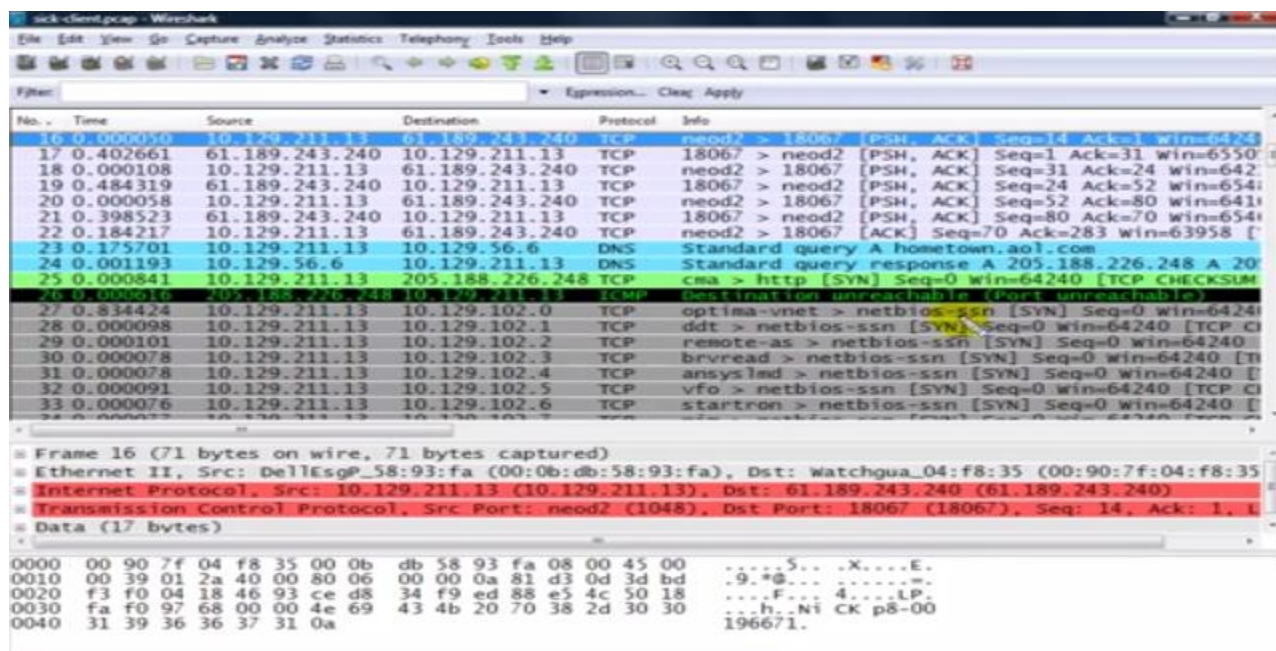 sick-client.pcap - Wireshark
File Edit View Go Capture Analyze Statistics Telephony Tools Help
Filter: Expression... Clear Apply
No. . Time Source Destination Protocol Info
16 0.000050 10.129.211.13 61.189.243.240 TCP neod2 > 18067 [PSH, ACK] Seq=14 Ack=1 Win=6424
17 0.402661 61.189.243.240 10.129.211.13 TCP 18067 > neod2 [PSH, ACK] Seq=1 Ack=31 Win=6550
18 0.000108 10.129.211.13 61.189.243.240 TCP neod2 > 18067 [PSH, ACK] Seq=31 Ack=24 Win=642
19 0.484319 61.189.243.240 10.129.211.13 TCP 18067 > neod2 [PSH, ACK] Seq=24 Ack=52 Win=654
20 0.000058 10.129.211.13 61.189.243.240 TCP neod2 > 18067 [PSH, ACK] Seq=52 Ack=80 Win=641
21 0.398523 61.189.243.240 10.129.211.13 TCP 18067 > neod2 [PSH, ACK] Seq=80 Ack=70 Win=654
22 0.184217 10.129.211.13 61.189.243.240 TCP neod2 > 18067 [ACK] Seq=70 Ack=283 Win=63958 [
23 0.175701 10.129.211.13 10.129.56.6 DNS Standard query A hometown.aol.com
24 0.001193 10.129.56.6 10.129.211.13 DNS Standard query response A 205.188.226.248 A 20
25 0.000841 10.129.211.13 205.188.226.248 TCP cma > http [SYN] Seq=0 Win=64240 [TCP CHECKSUM
26 0.000616 205.188.226.248 10.129.211.13 ICMP Destination unreachable (Port unreachable)
27 0.834424 10.129.211.13 10.129.102.0 TCP optima-vnet > netbios-ssn [SYN] Seq=0 Win=6424
28 0.000098 10.129.211.13 10.129.102.1 TCP ddt > netbios-ssn [SYN] Seq=0 Win=64240 [TCP C
29 0.000101 10.129.211.13 10.129.102.2 TCP remote-as > netbios-ssn [SYN] Seq=0 Win=64240
30 0.000078 10.129.211.13 10.129.102.3 TCP brvread > netbios-ssn [SYN] Seq=0 Win=64240 [T
31 0.000078 10.129.211.13 10.129.102.4 TCP ansyslmd > netbios-ssn [SYN] Seq=0 Win=64240
32 0.000091 10.129.211.13 10.129.102.5 TCP vfo > netbios-ssn [SYN] Seq=0 Win=64240 [TCP C
33 0.000076 10.129.211.13 10.129.102.6 TCP startron > netbios-ssn [SYN] Seq=0 Win=64240 [
Frame 16 (71 bytes on wire, 71 bytes captured)
Ethernet II, Src: DellEsgP_58:93:fa (00:0b:db:58:93:fa), Dst: Watchgua_04:f8:35 (00:90:7f:04:f8:35
Internet Protocol, Src: 10.129.211.13 (10.129.211.13), Dst: 61.189.243.240 (61.189.243.240)
Transmission Control Protocol, Src Port: neod2 (1048), Dst Port: 18067 (18067), Seq: 14, Ack: 1, L
Data (17 bytes)
0000 00 90 7f 04 f8 35 00 0b db 58 93 fa 08 00 45 00 .....5.. .X....E.
0010 00 39 01 2a 40 00 80 06 00 00 0a 81 d3 0d 3d bd .9.*@... ......=.
0020 f3 f0 04 18 46 93 ce d8 34 f9 ed 88 e5 4c 50 18 ....F... 4....LP.
0030 fa f0 97 68 00 00 4e 69 43 4b 20 70 38 2d 30 30 ...h..Ni CK p8-00
0040 31 39 36 36 37 31 0a 196671.